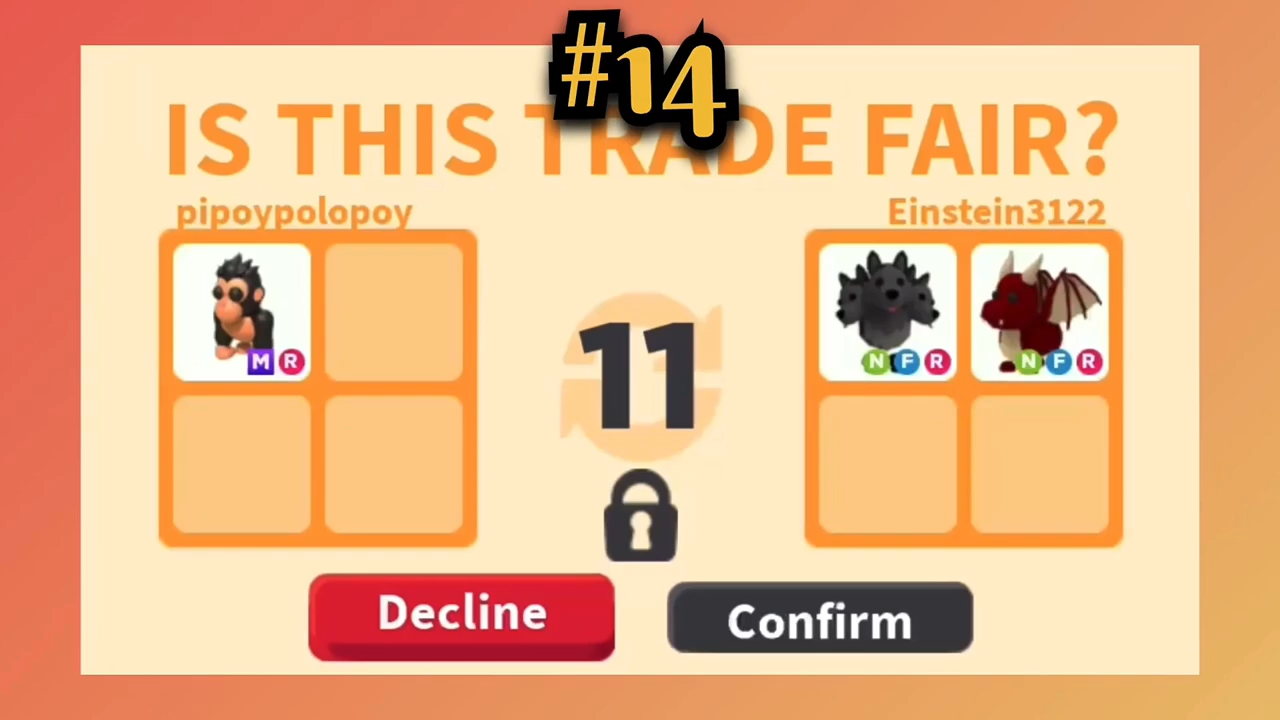 #14
IS THIS TRADE FAIR?
pipoypolopoy
Einstein3122
M R
N F R
N F R
11
Decline
Confirm